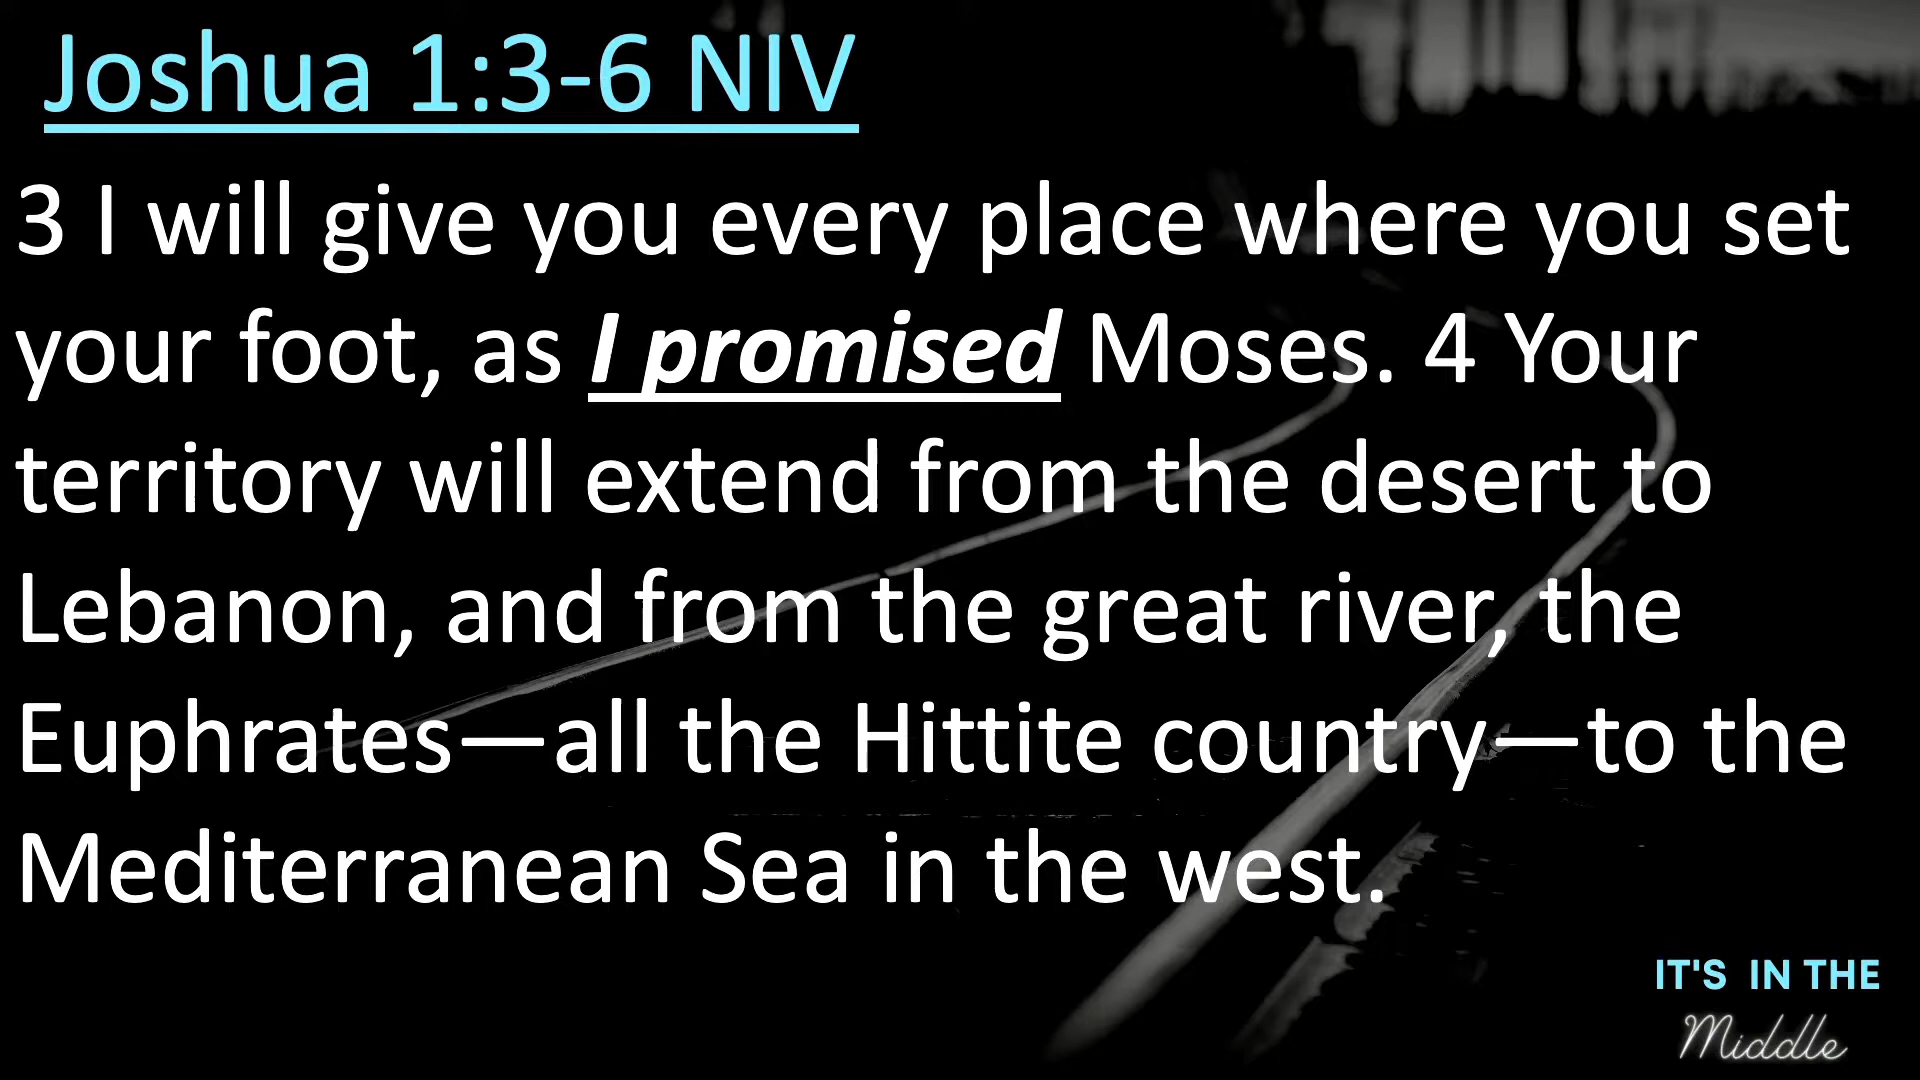 Joshua 1:3-6 NIV
3 I will give you every place where you set
your foot, as I promised Moses. 4 Your
territory will extend from the desert to
Lebanon, and from the great river, the
Euphrates—all the Hittite country—to the
Mediterranean Sea in the west.
IT'S IN THE
Middle